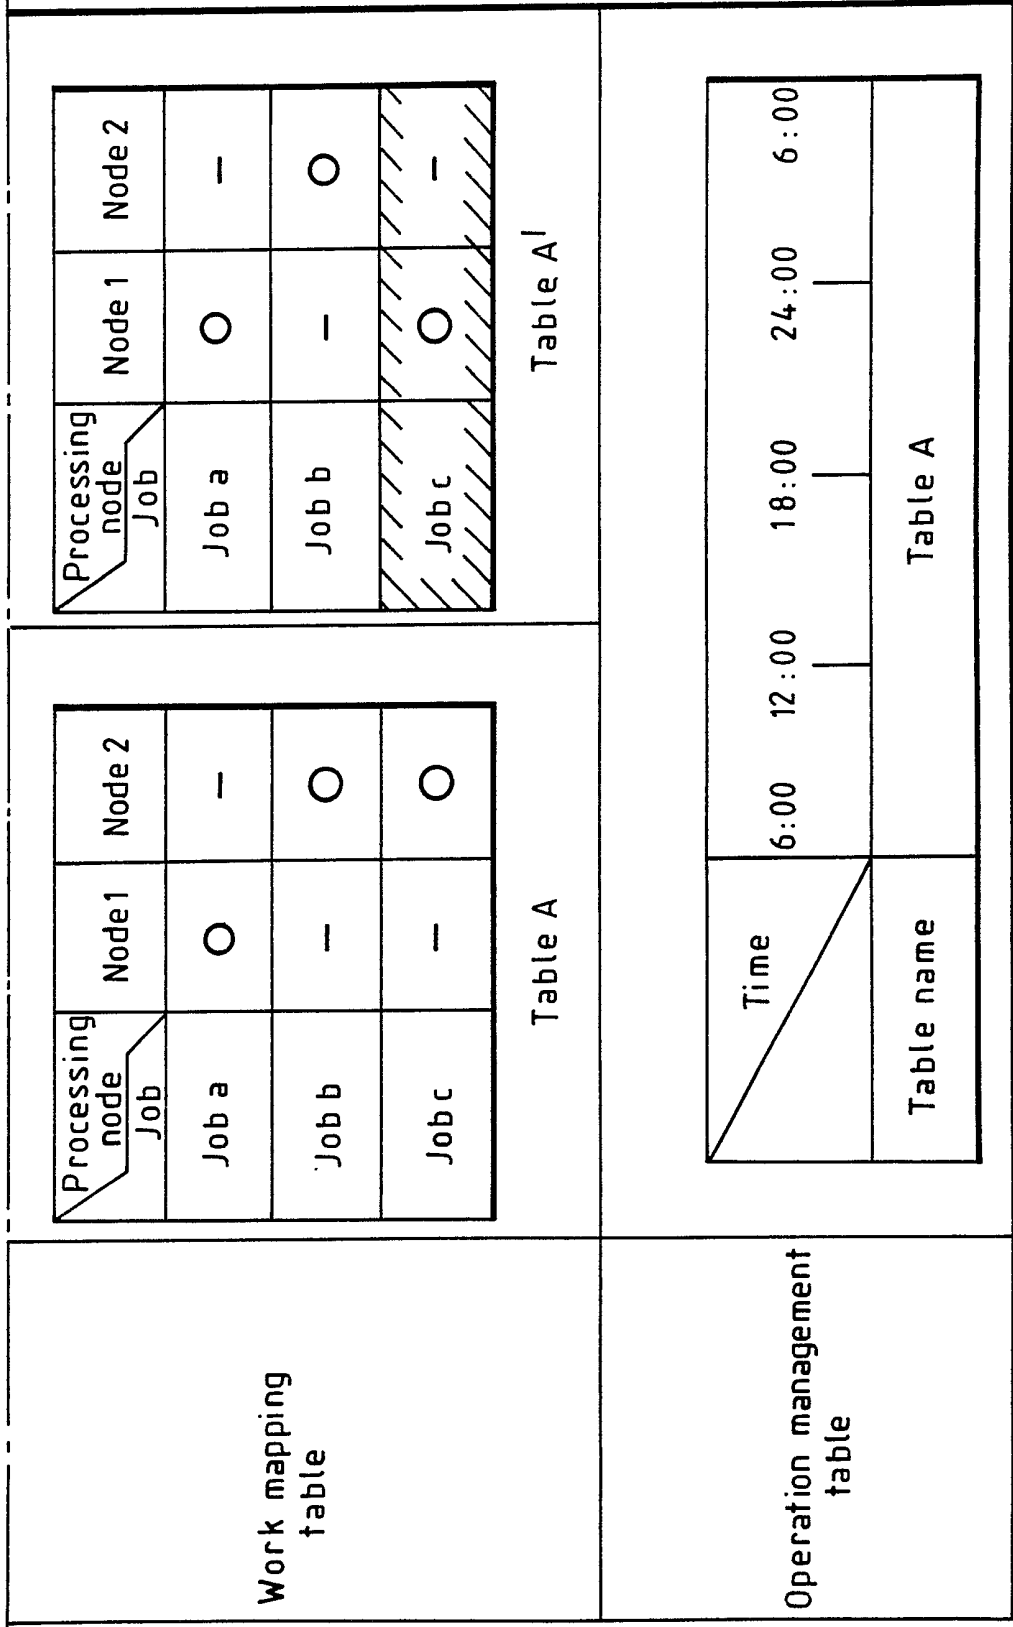 Work mapping
table
Processing
node
Job
Node1
Node 2
Job a
O
–
Job b
–
O
Job c
–
O
Table A
Processing
node
Job
Node 1
Node 2
Job a
O
–
Job b
–
O
Job c
O
–
Table A'
Operation management
table
Time
6:00
12:00
18:00
24:00
6:00
Table name
Table A